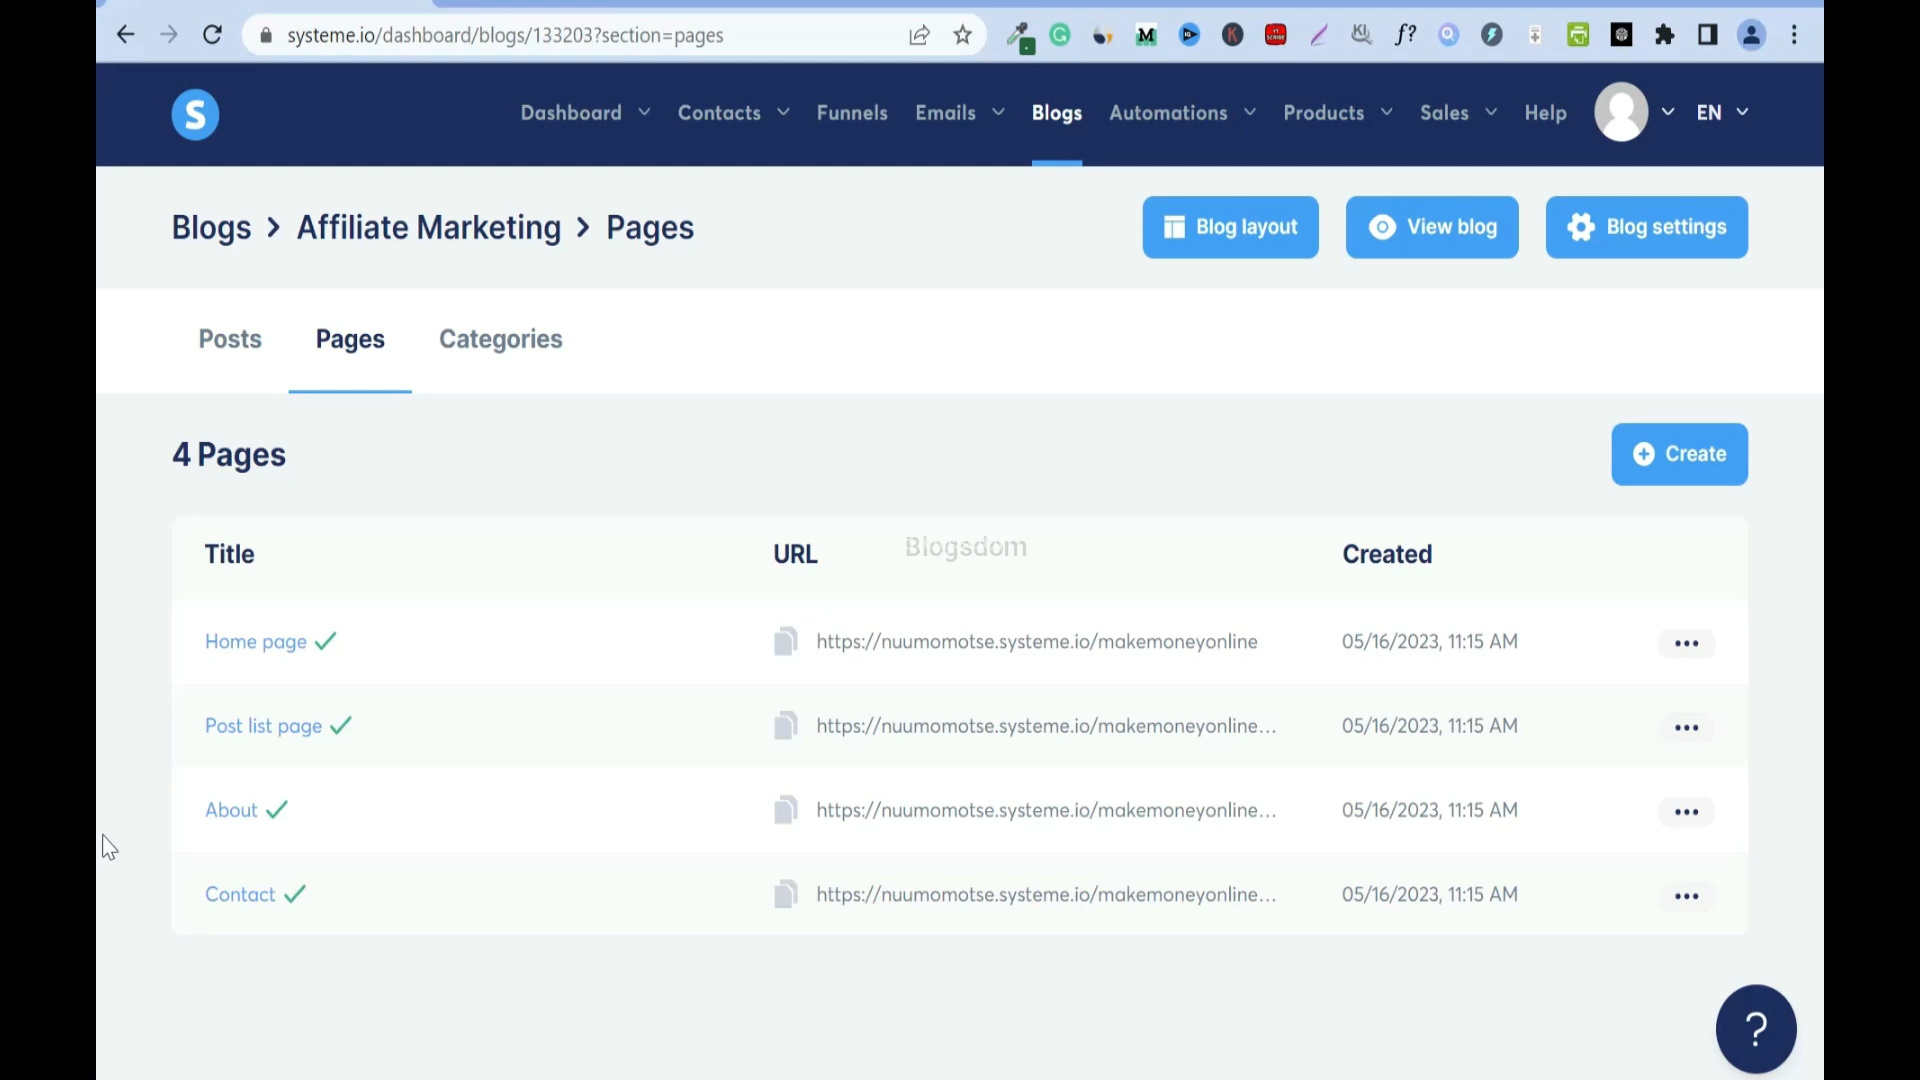 systeme.io/dashboard/blogs/133203?section=pages
S Dashboard Contacts Funnels Emails Blogs Automations Products Sales Help EN
Blogs > Affiliate Marketing > Pages
Blog layout View blog Blog settings
Posts Pages Categories
4 Pages
Create
Title URL Created
Blogsdom
Home page https://nuumomotse.systeme.io/makemoneyonline 05/16/2023, 11:15 AM
Post list page https://nuumomotse.systeme.io/makemoneyonline... 05/16/2023, 11:15 AM
About https://nuumomotse.systeme.io/makemoneyonline... 05/16/2023, 11:15 AM
Contact https://nuumomotse.systeme.io/makemoneyonline... 05/16/2023, 11:15 AM
?